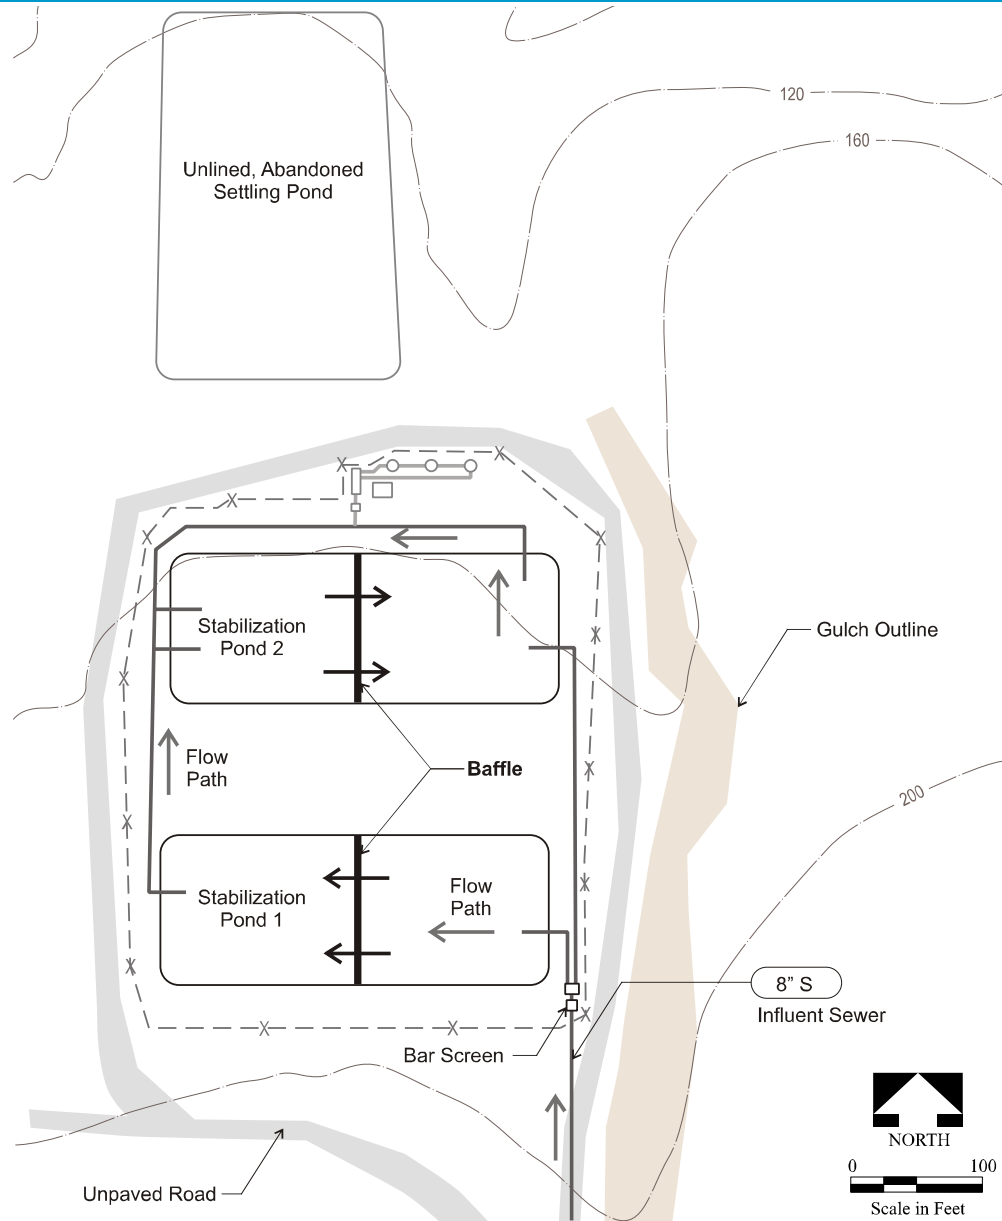 Unlined, Abandoned
Settling Pond
120
160
X
X
X
X
X
Stabilization
Pond 2
X
X
Gulch Outline
Flow
Path
Baffle
X
X
200
Stabilization
Pond 1
Flow
Path
X
X
8” S
Influent Sewer
X
X
X
Bar Screen
NORTH
0
100
Scale in Feet
Unpaved Road